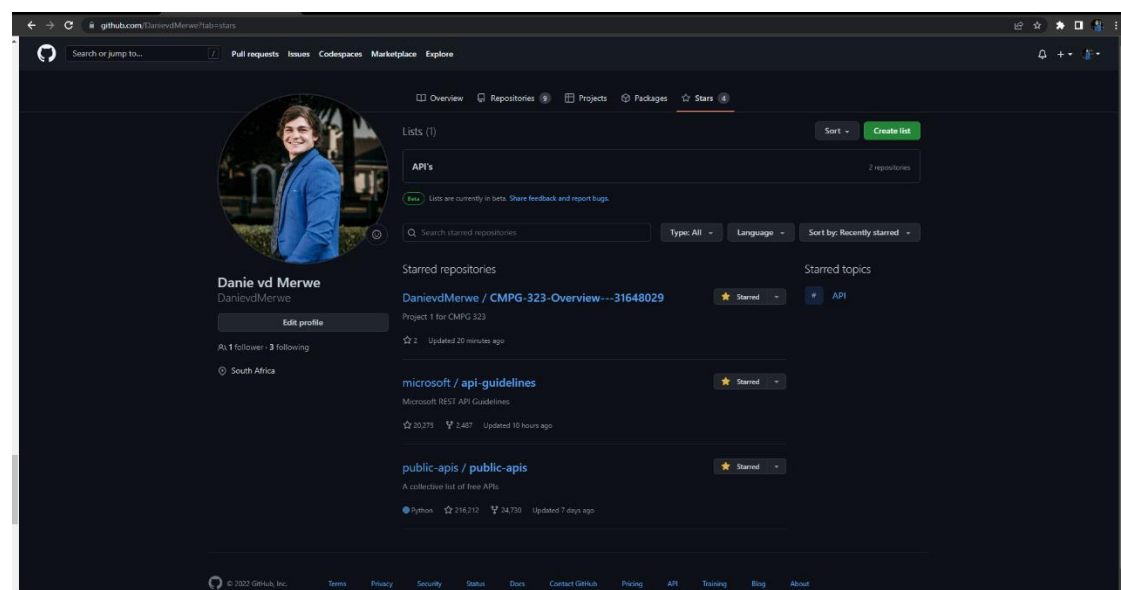 github.com/DanievdMerwe?tab=stars
Search or jump to... / Pull requests Issues Codespaces Marketplace Explore
Overview Repositories 9 Projects Packages Stars 4
Lists (1) Sort Create list
API's 2 repositories
Beta Lists are currently in beta. Share feedback and report bugs.
Search starred repositories Type: All Language Sort by: Recently starred
Starred repositories Starred topics
Danie vd Merwe
DanievdMerwe
Edit profile
1 follower · 3 following
South Africa
DanievdMerwe / CMPG-323-Overview---31648029 Starred
Project 1 for CMPG 323
2 Updated 20 minutes ago
# API
microsoft / api-guidelines Starred
Microsoft REST API Guidelines
20,275 2,487 Updated 10 hours ago
public-apis / public-apis Starred
A collective list of free APIs
Python 216,212 24,730 Updated 7 days ago
© 2022 GitHub, Inc. Terms Privacy Security Status Docs Contact GitHub Pricing API Training Blog About